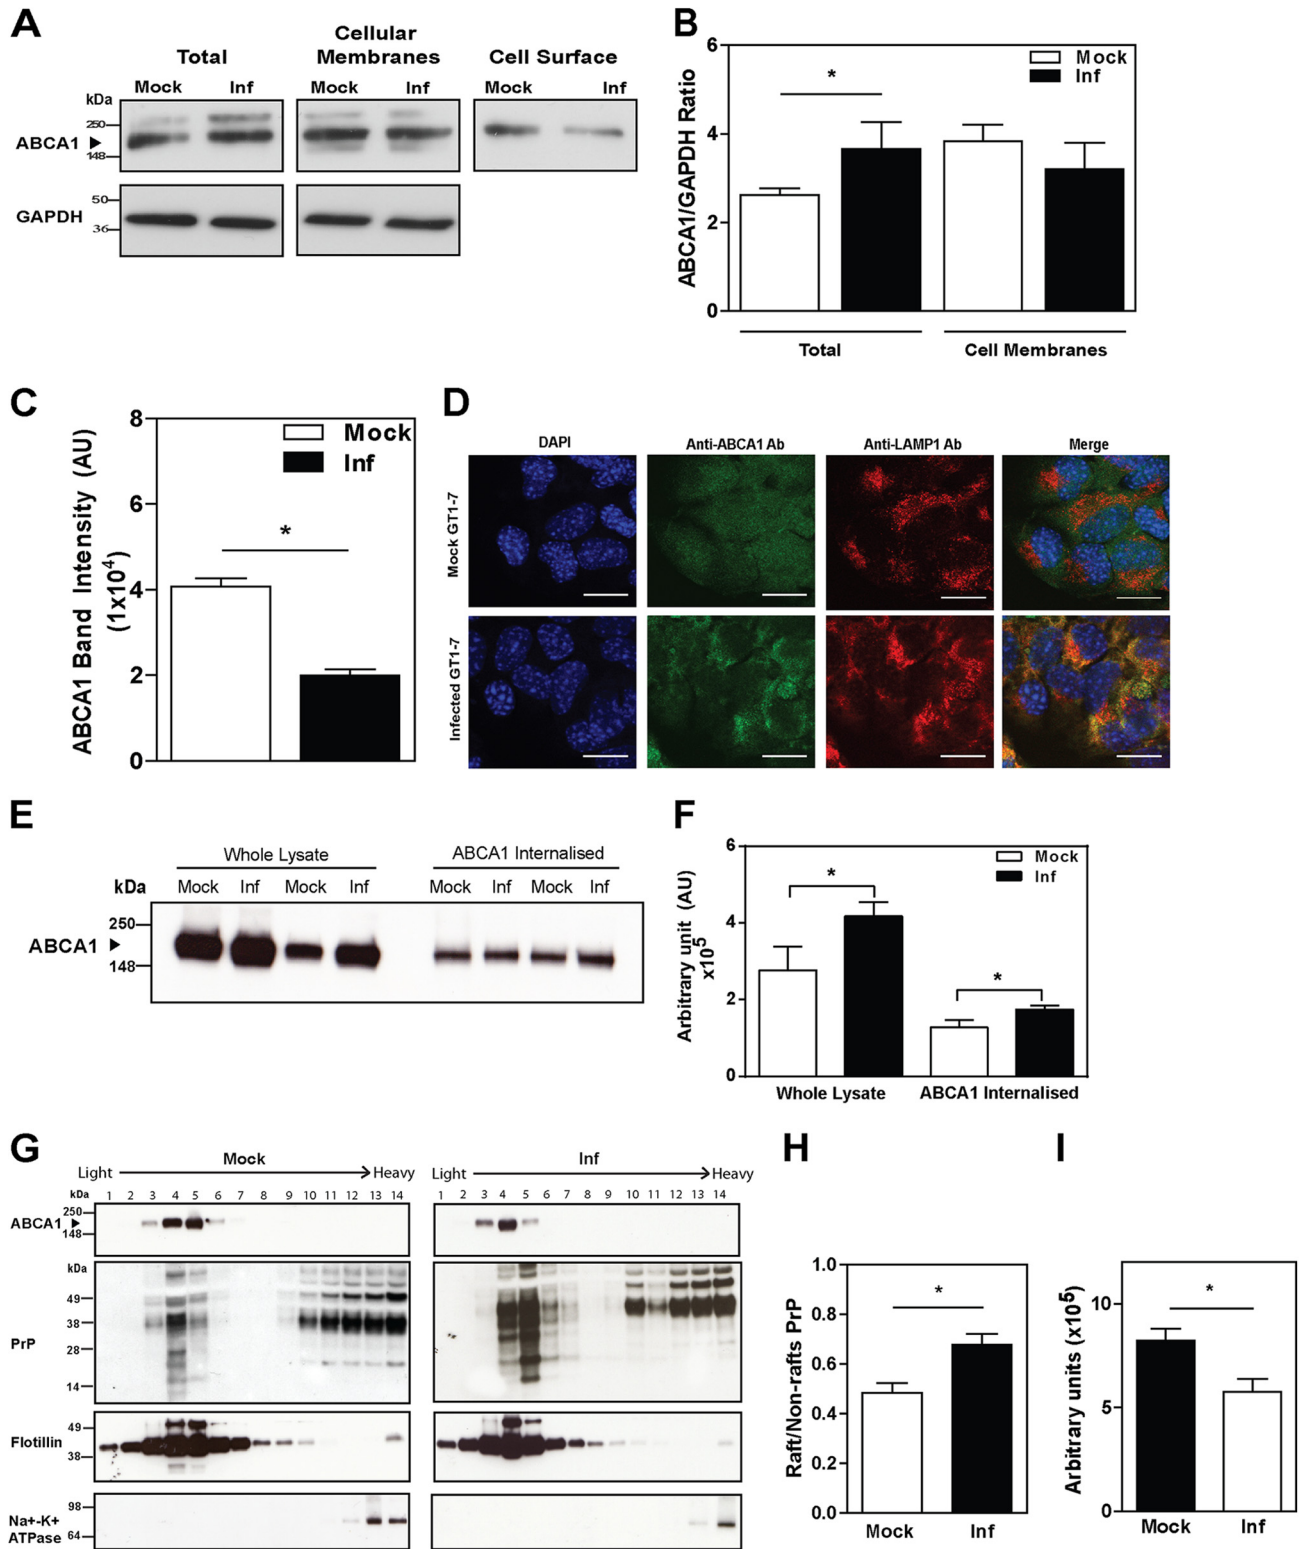 A
Total
Cellular
Membranes
Cell Surface
Mock Inf Mock Inf Mock Inf
kDa
250
ABCA1
148
50
GAPDH
36
B
6
4
2
0
ABCA1/GAPDH Ratio
Mock
Inf
*
Total
Cell Membranes
C
8
6
4
2
0
ABCA1 Band Intensity (AU)
(1x10⁴)
Mock
Inf
*
D
DAPI
Anti-ABCA1 Ab
Anti-LAMP1 Ab
Merge
Mock GT1-7
Infected GT1-7
E
Whole Lysate
ABCA1 Internalised
kDa
Mock Inf Mock Inf Mock Inf Mock Inf
250
ABCA1
148
F
6
4
2
0
Arbitrary unit (AU)
x10⁵
Mock
Inf
*
*
Whole Lysate
ABCA1 Internalised
G
Mock
Light Heavy
kDa
1 2 3 4 5 6 7 8 9 10 11 12 13 14
Inf
Light Heavy
1 2 3 4 5 6 7 8 9 10 11 12 13 14
250
ABCA1
148
kDa
49
38
PrP
28
14
49
Flotillin
38
98
Na+-K+
ATPase
64
H
1.0
0.8
0.6
0.4
0.2
0.0
Raft/Non-rafts PrP
*
Mock Inf
I
10
5
0
Arbitrary units (x10⁵)
*
Mock Inf